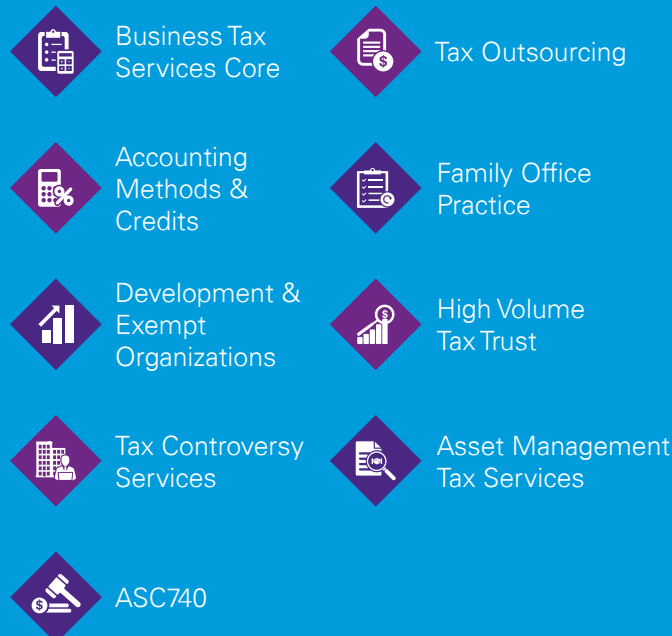 Business Tax
Services Core
Tax Outsourcing
Accounting
Methods &
Credits
Family Office
Practice
Development &
Exempt
Organizations
High Volume
Tax Trust
Tax Controversy
Services
Asset Management
Tax Services
ASC740